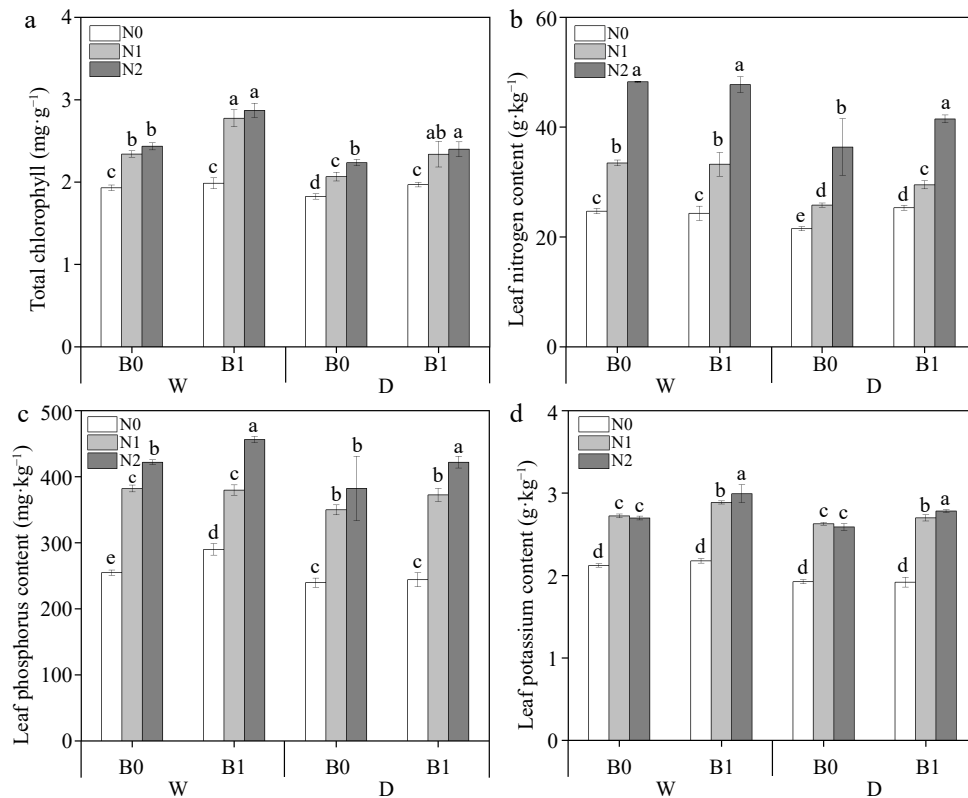 a
Total chlorophyll (mg·g⁻¹)
4
3
2
1
0
N0
N1
N2
c b b
c a a
d c b
c ab a
B0 B1 B0 B1
W D
b
Leaf nitrogen content (g·kg⁻¹)
60
40
20
0
N0
N1
N2
c b a
c b a
e d b
d c a
B0 B1 B0 B1
W D
c
Leaf phosphorus content (mg·kg⁻¹)
500
400
300
200
100
0
N0
N1
N2
e c b
d c a
c b b
c b a
B0 B1 B0 B1
W D
d
Leaf potassium content (g·kg⁻¹)
4
3
2
1
0
N0
N1
N2
d c c
d b a
d c c
d b a
B0 B1 B0 B1
W D